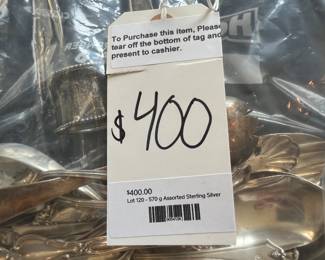 To Purchase this item, Please
tear off the bottom of tag and
present to cashier.
$400
$400.00
Lot 120 - 570 g Assorted Sterling Silver